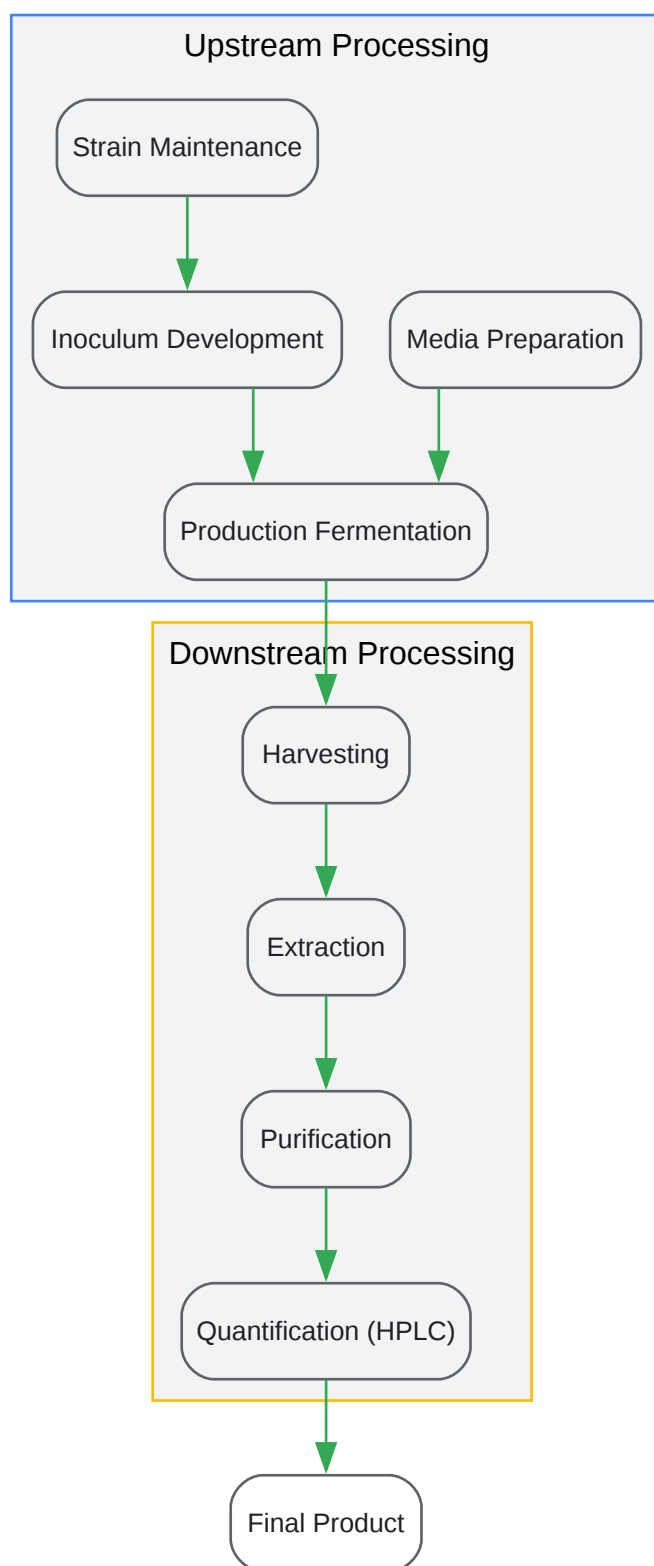 Upstream Processing
Strain Maintenance
Inoculum Development
Media Preparation
Production Fermentation
Downstream Processing
Harvesting
Extraction
Purification
Quantification (HPLC)
Final Product